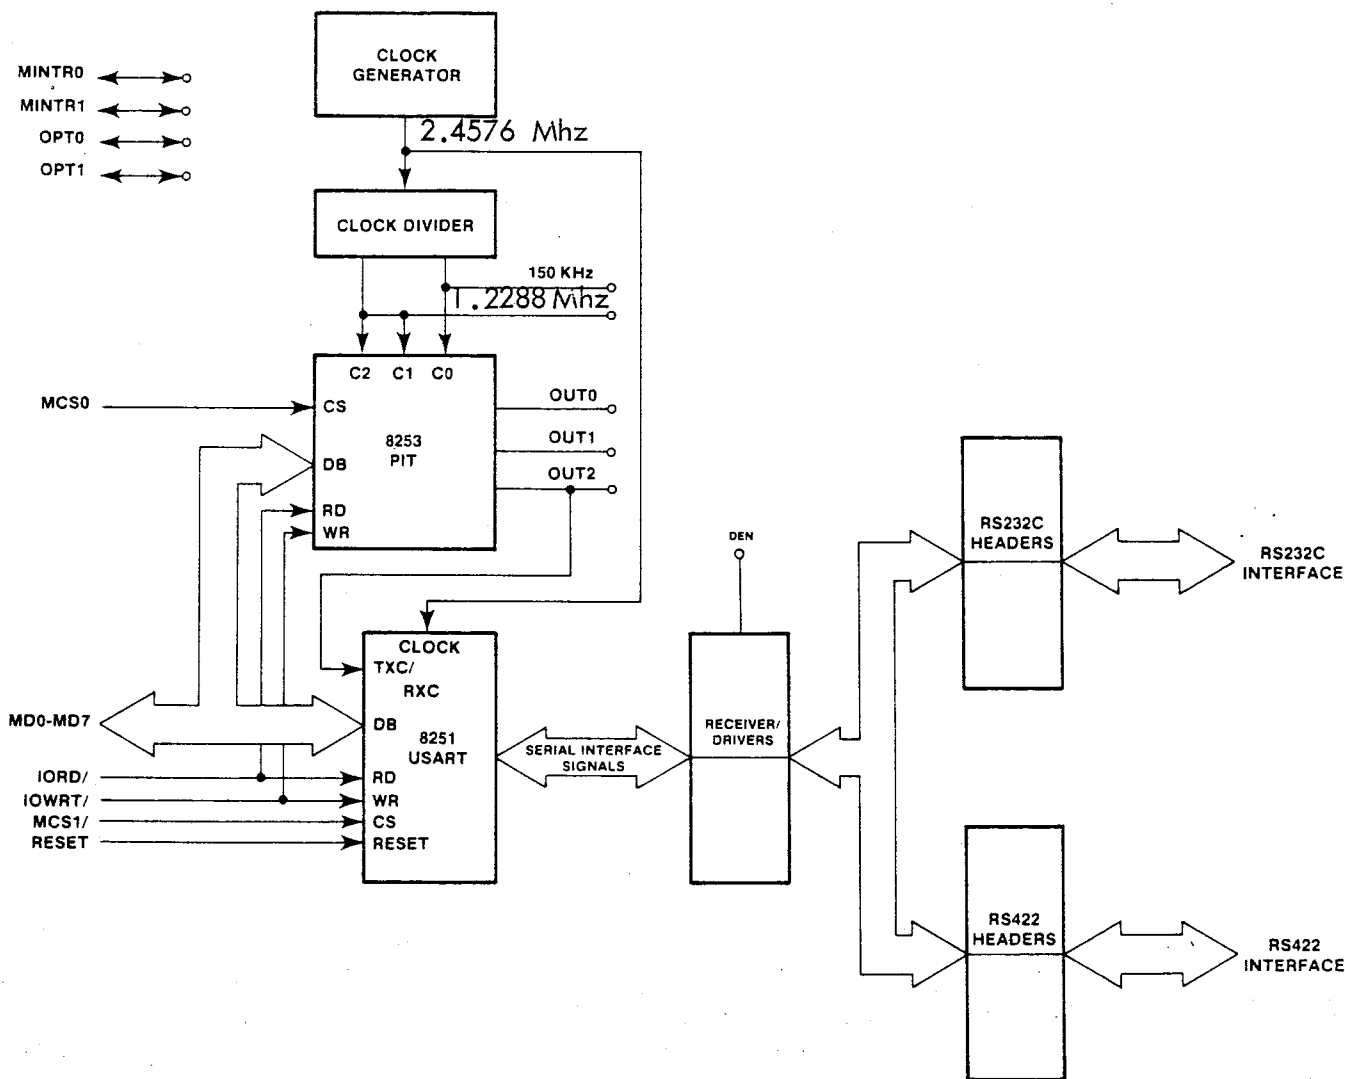 CLOCK
GENERATOR
MINTR0
MINTR1
OPT0
OPT1
2.4576 Mhz
CLOCK DIVIDER
150 KHz
1.2288 Mhz
C2 C1 C0
MCS0
CS
OUT0
8253
PIT
OUT1
DB
OUT2
RD
WR
DEN
RS232C
HEADERS
RS232C
INTERFACE
CLOCK
TXC/
RXC
MD0-MD7
DB
8251
USART
RECEIVER/
DRIVERS
SERIAL INTERFACE
SIGNALS
IORD/
RD
IOWRT/
WR
MCS1/
CS
RESET
RESET
RS422
HEADERS
RS422
INTERFACE